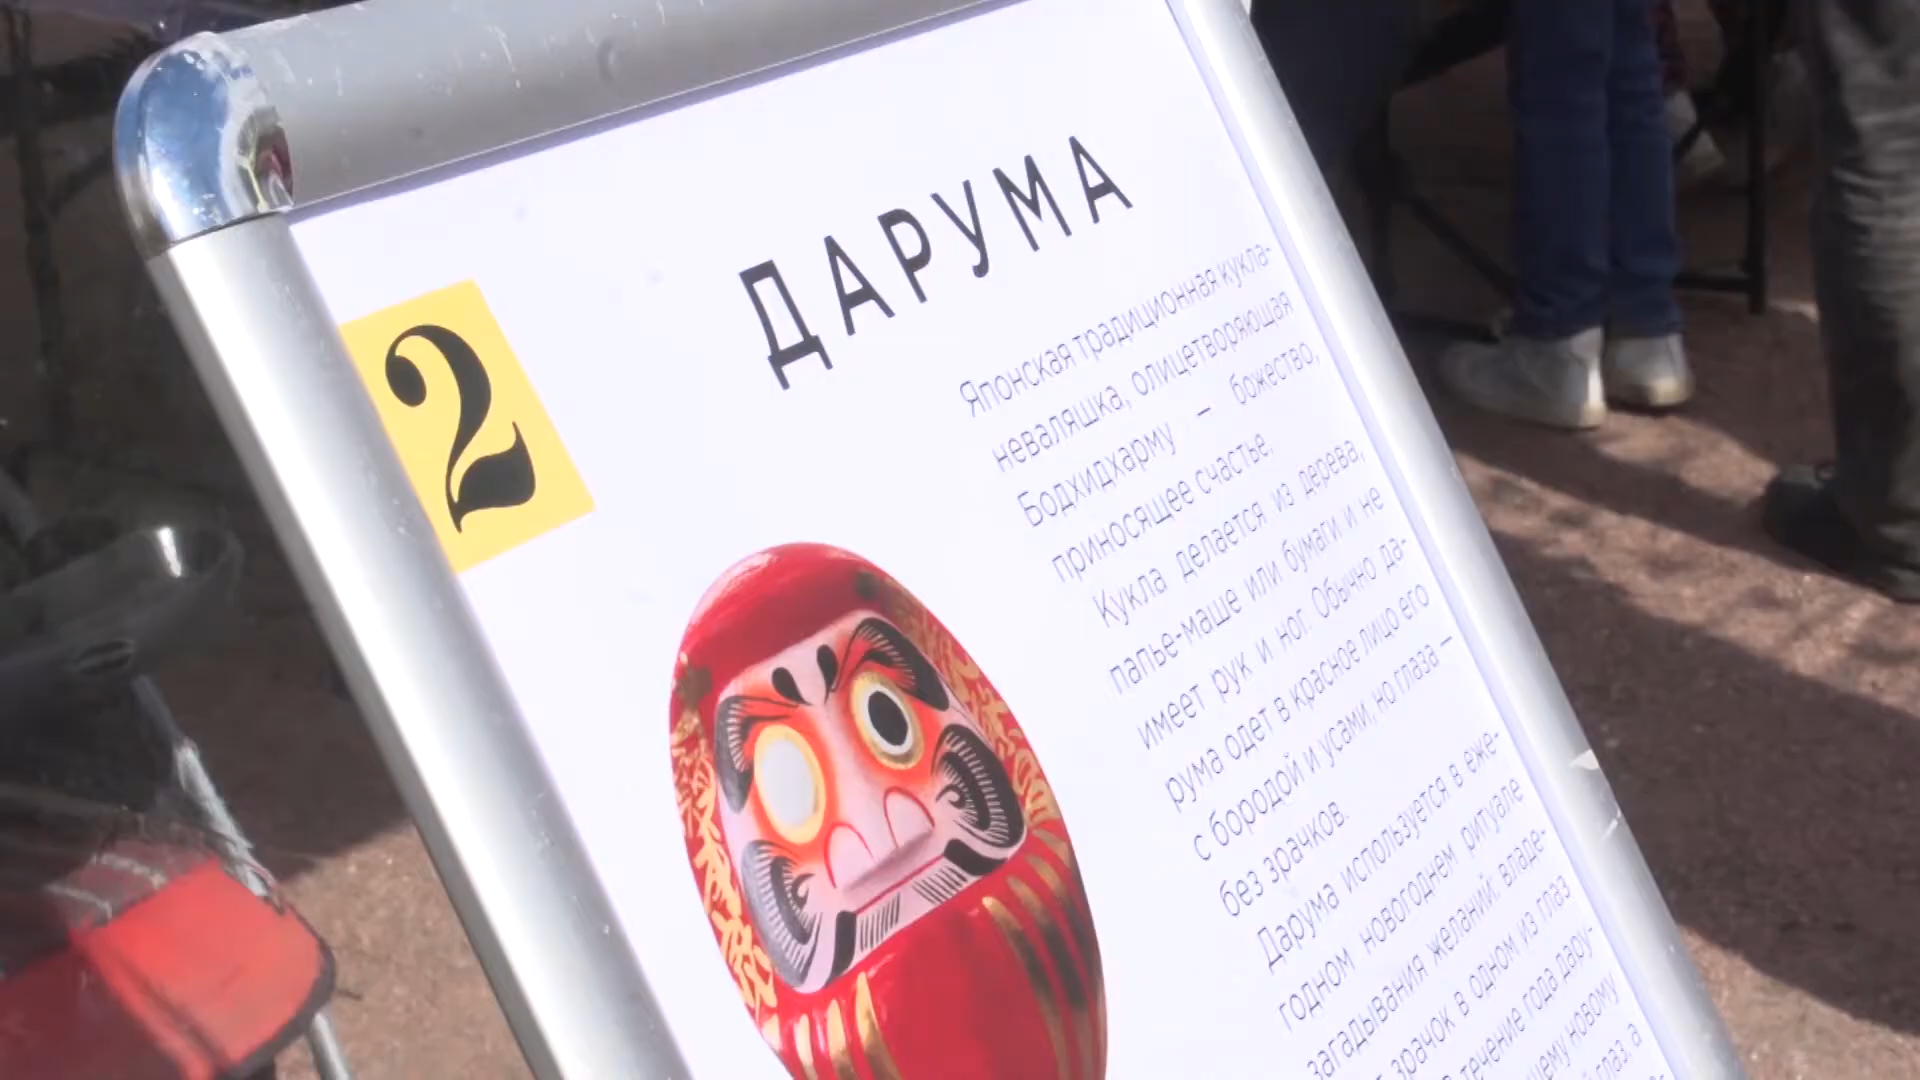 ДАРУМА
2
Японская традиционная кукла-
неваляшка, олицетворяющая
Бодхидхарму — божество,
приносящее счастье.
Кукла делается из дерева,
папье-маше или бумаги и не
имеет рук и ног. Обычно да-
рума одет в красное лицо его
с бородой и усами, но глаза —
без зрачков.
Дарума используется в еже-
годном новогоднем ритуале
загадывания желаний: владе-
зрачок в одном из глаз
течение года дару-
новому
глаз, а